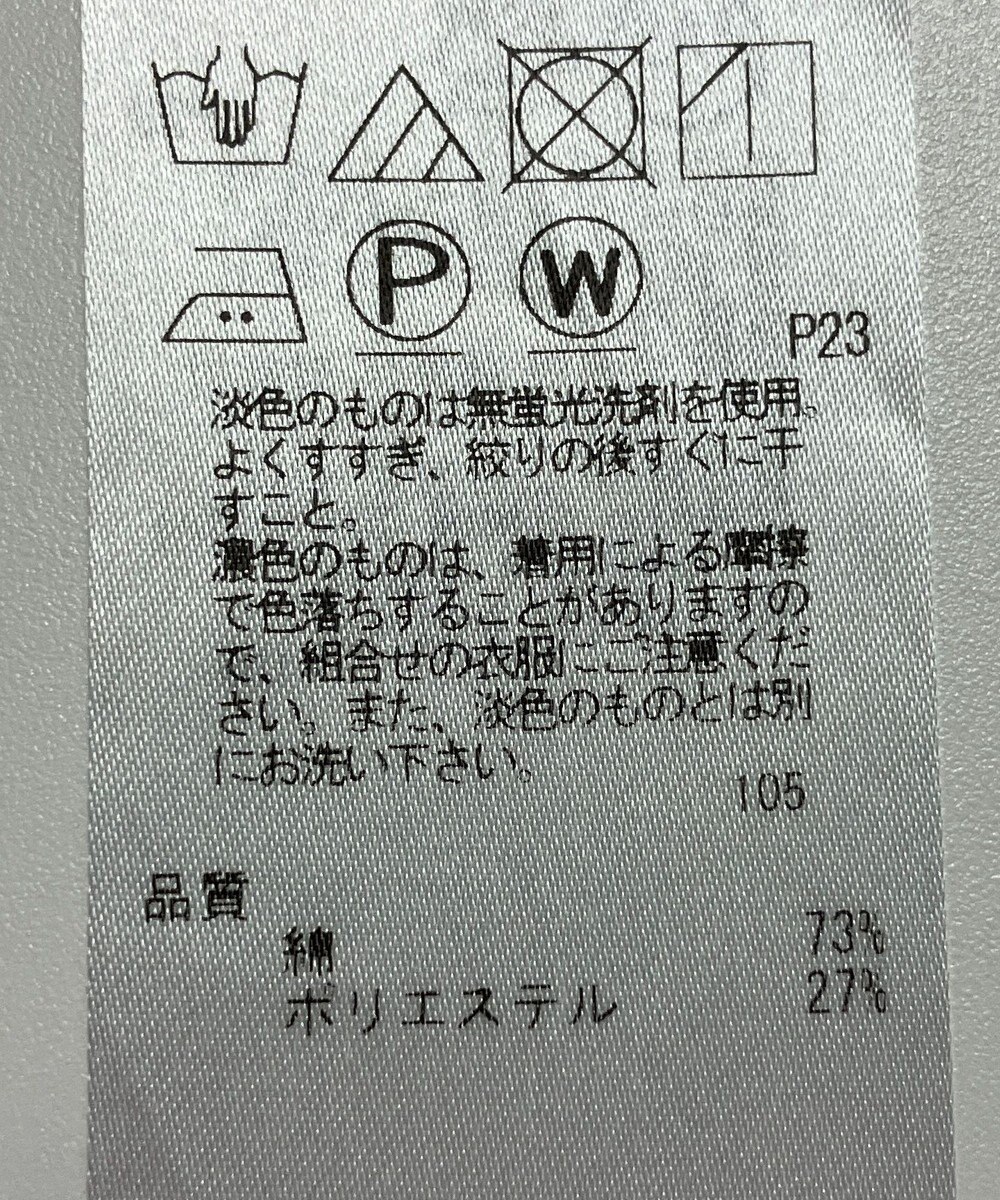 P W
P23
淡色のものは無蛍光洗剤を使用。
よくすすぎ、絞りの後すぐに干
すこと。
濃色のものは、着用による摩擦
で色落ちすることがありますの
で、組合せの衣服にご注意くだ
さい。また、淡色のものとは別
にお洗い下さい。
105
品質
綿 73%
ポリエステル 27%